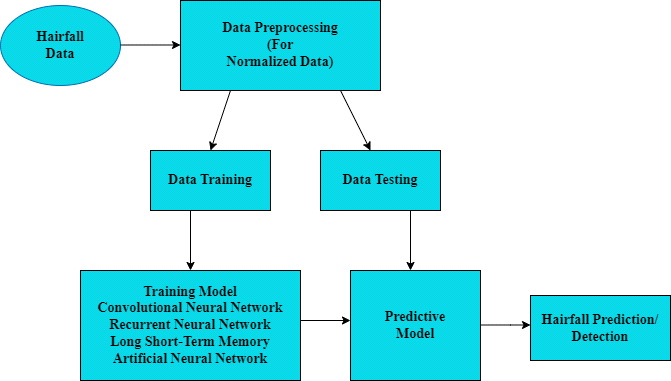 Hairfall
Data
Data Preprocessing
(For
Normalized Data)
Data Training
Data Testing
Training Model
Convolutional Neural Network
Recurrent Neural Network
Long Short-Term Memory
Artificial Neural Network
Predictive
Model
Hairfall Prediction/
Detection